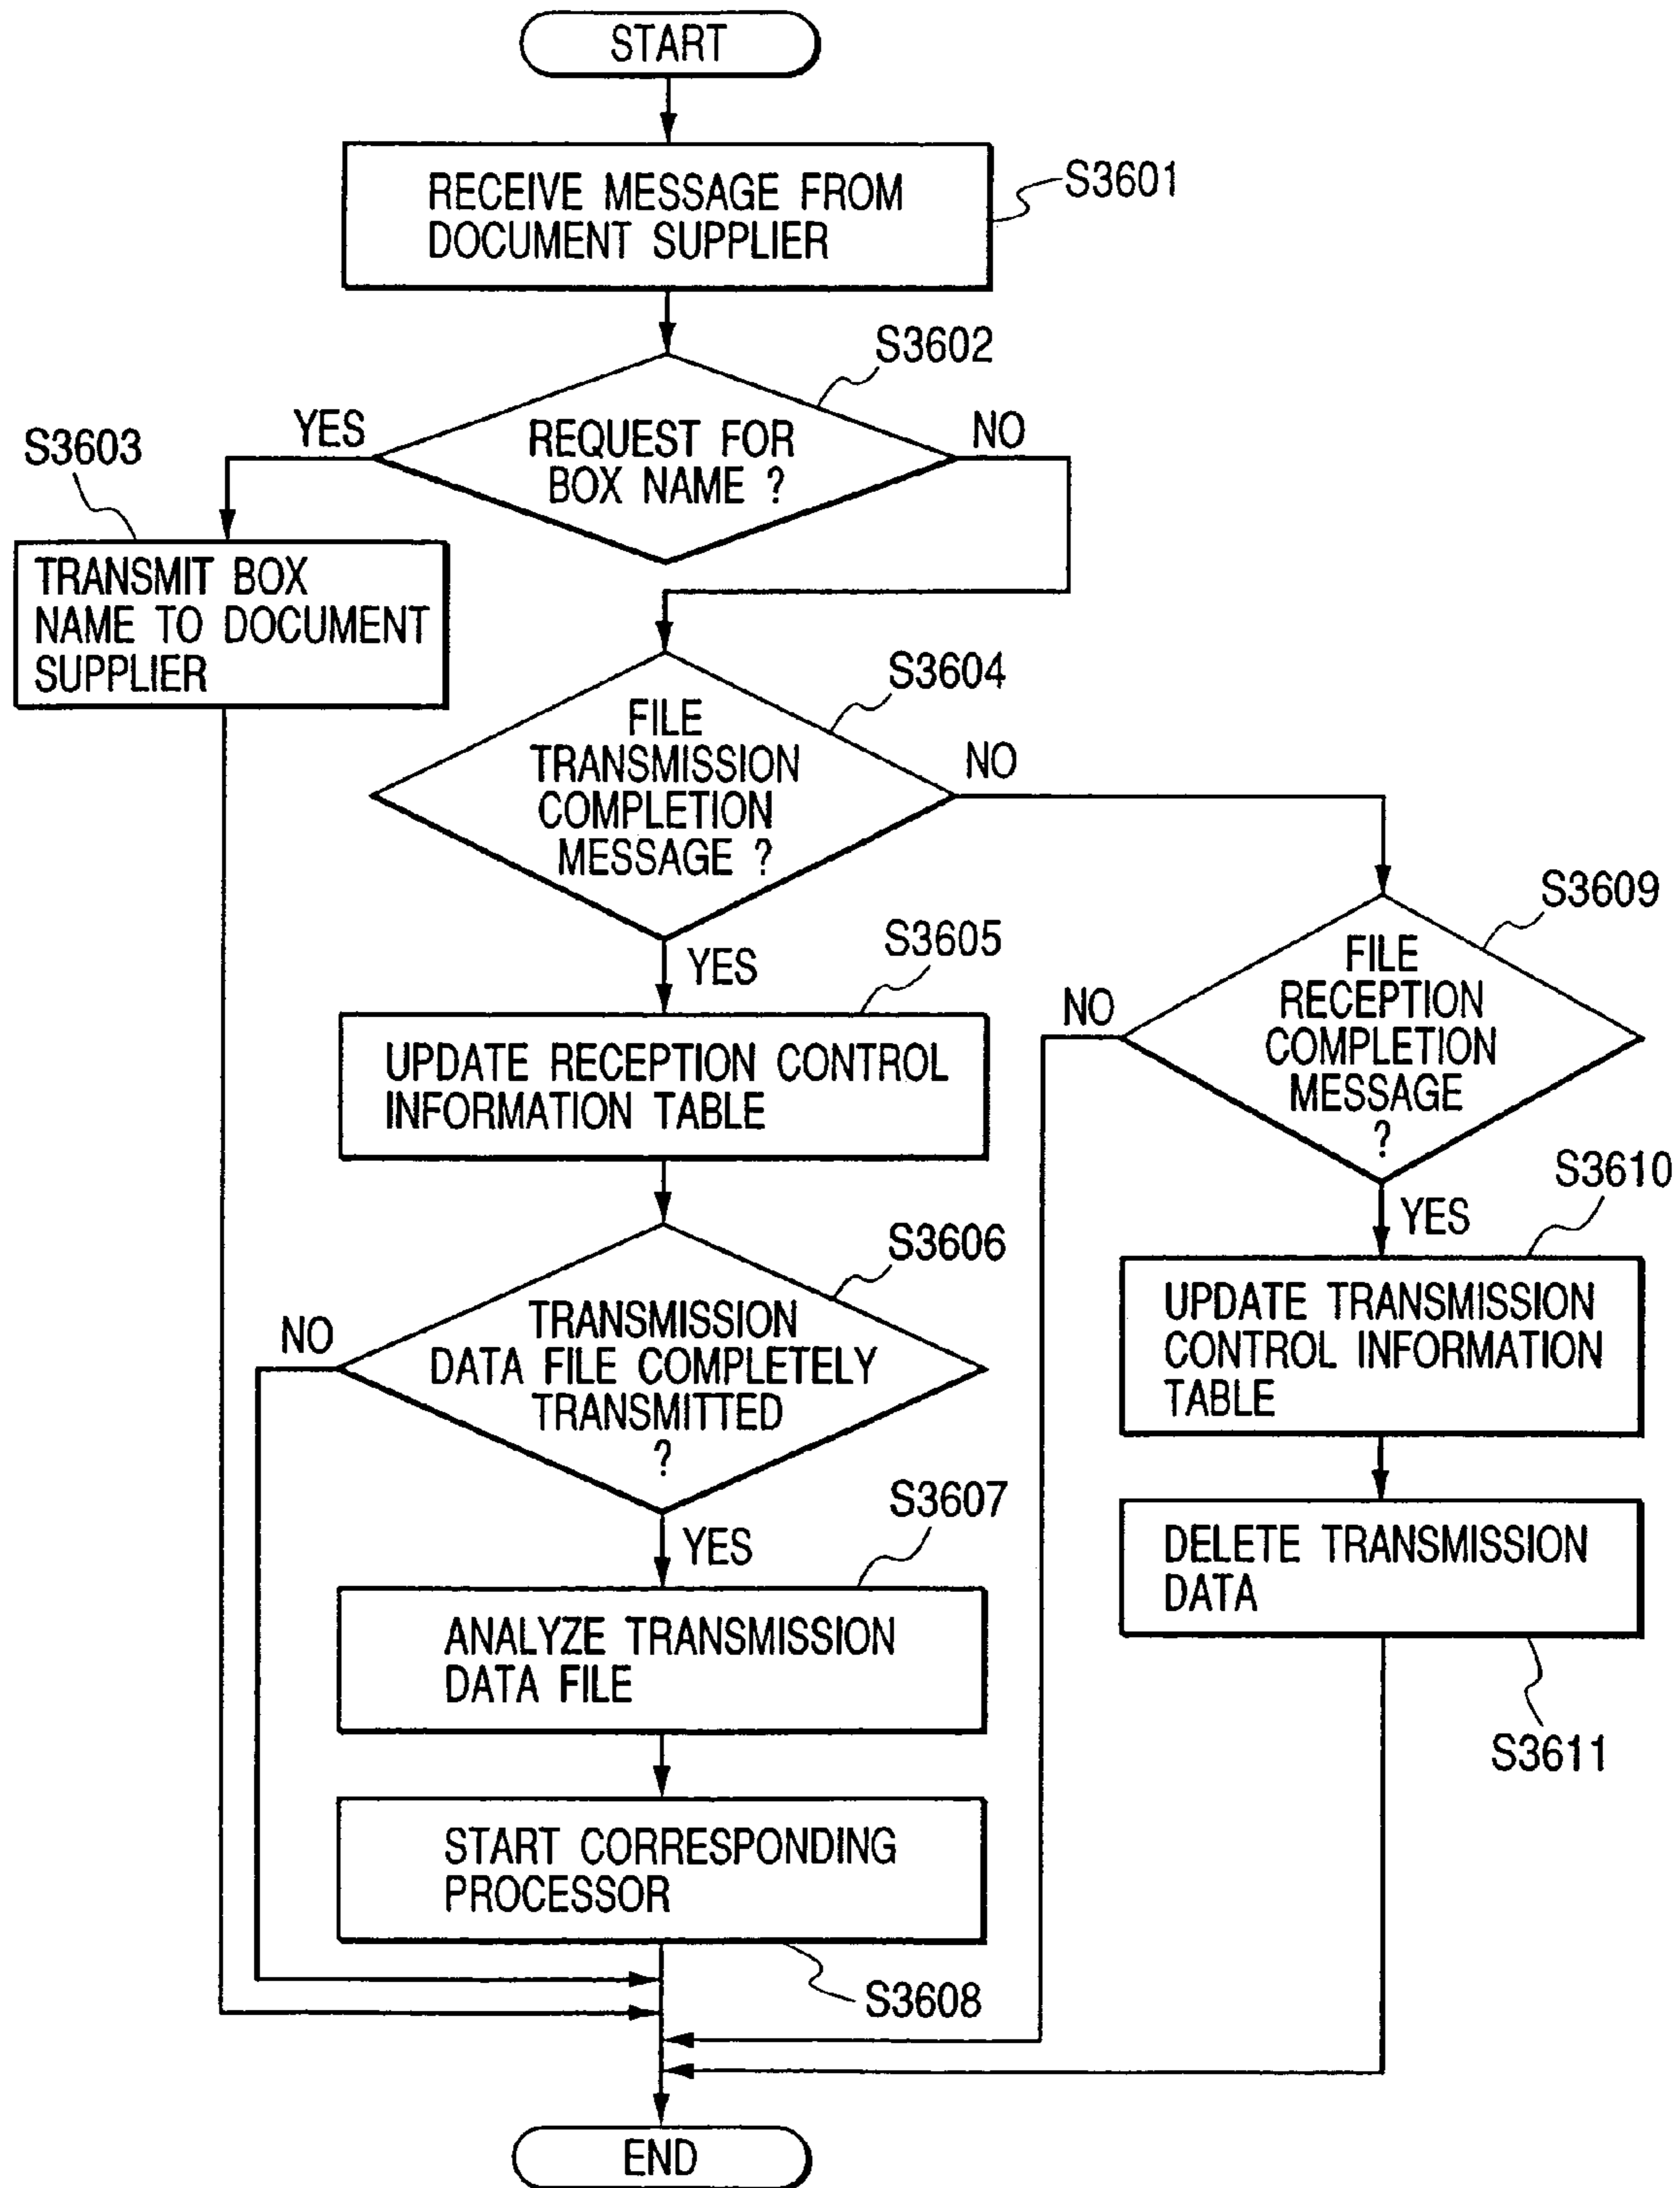 START
RECEIVE MESSAGE FROM
DOCUMENT SUPPLIER
S3601
S3602
REQUEST FOR
BOX NAME ?
YES
NO
S3603
TRANSMIT BOX
NAME TO DOCUMENT
SUPPLIER
S3604
FILE
TRANSMISSION
COMPLETION
MESSAGE ?
NO
YES
S3605
UPDATE RECEPTION CONTROL
INFORMATION TABLE
S3606
TRANSMISSION
DATA FILE COMPLETELY
TRANSMITTED
?
NO
YES
S3607
ANALYZE TRANSMISSION
DATA FILE
START CORRESPONDING
PROCESSOR
S3608
S3609
FILE
RECEPTION
COMPLETION
MESSAGE
?
NO
YES
S3610
UPDATE TRANSMISSION
CONTROL INFORMATION
TABLE
DELETE TRANSMISSION
DATA
S3611
END